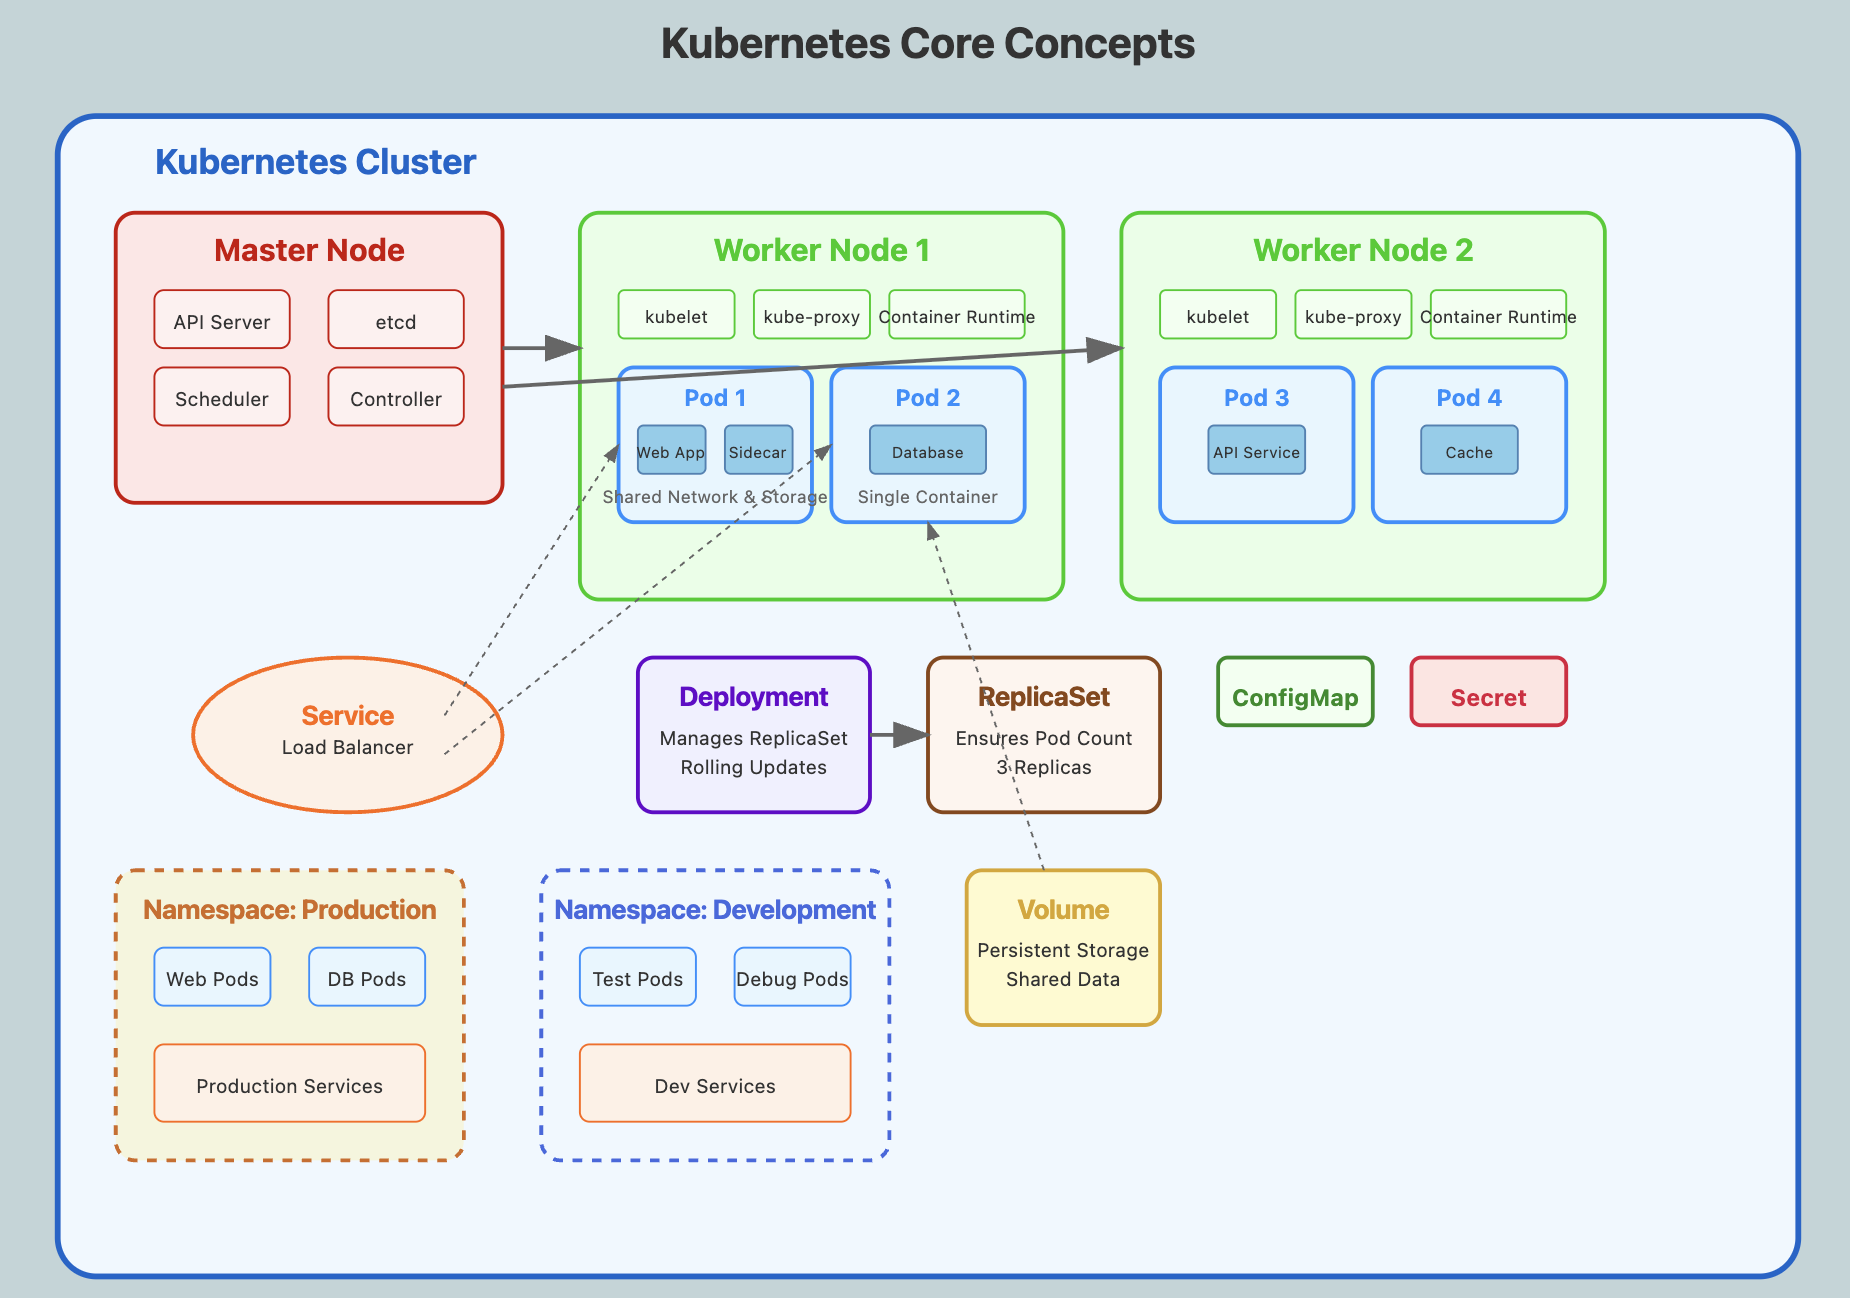 Kubernetes Core Concepts
Kubernetes Cluster
Master Node
API Server
etcd
Scheduler
Controller
Worker Node 1
kubelet
kube-proxy
Container Runtime
Pod 1
Web App
Sidecar
Shared Network & Storage
Pod 2
Database
Single Container
Worker Node 2
kubelet
kube-proxy
Container Runtime
Pod 3
API Service
Pod 4
Cache
Service
Load Balancer
Deployment
Manages ReplicaSet
Rolling Updates
ReplicaSet
Ensures Pod Count
3 Replicas
ConfigMap
Secret
Namespace: Production
Web Pods
DB Pods
Production Services
Namespace: Development
Test Pods
Debug Pods
Dev Services
Volume
Persistent Storage
Shared Data